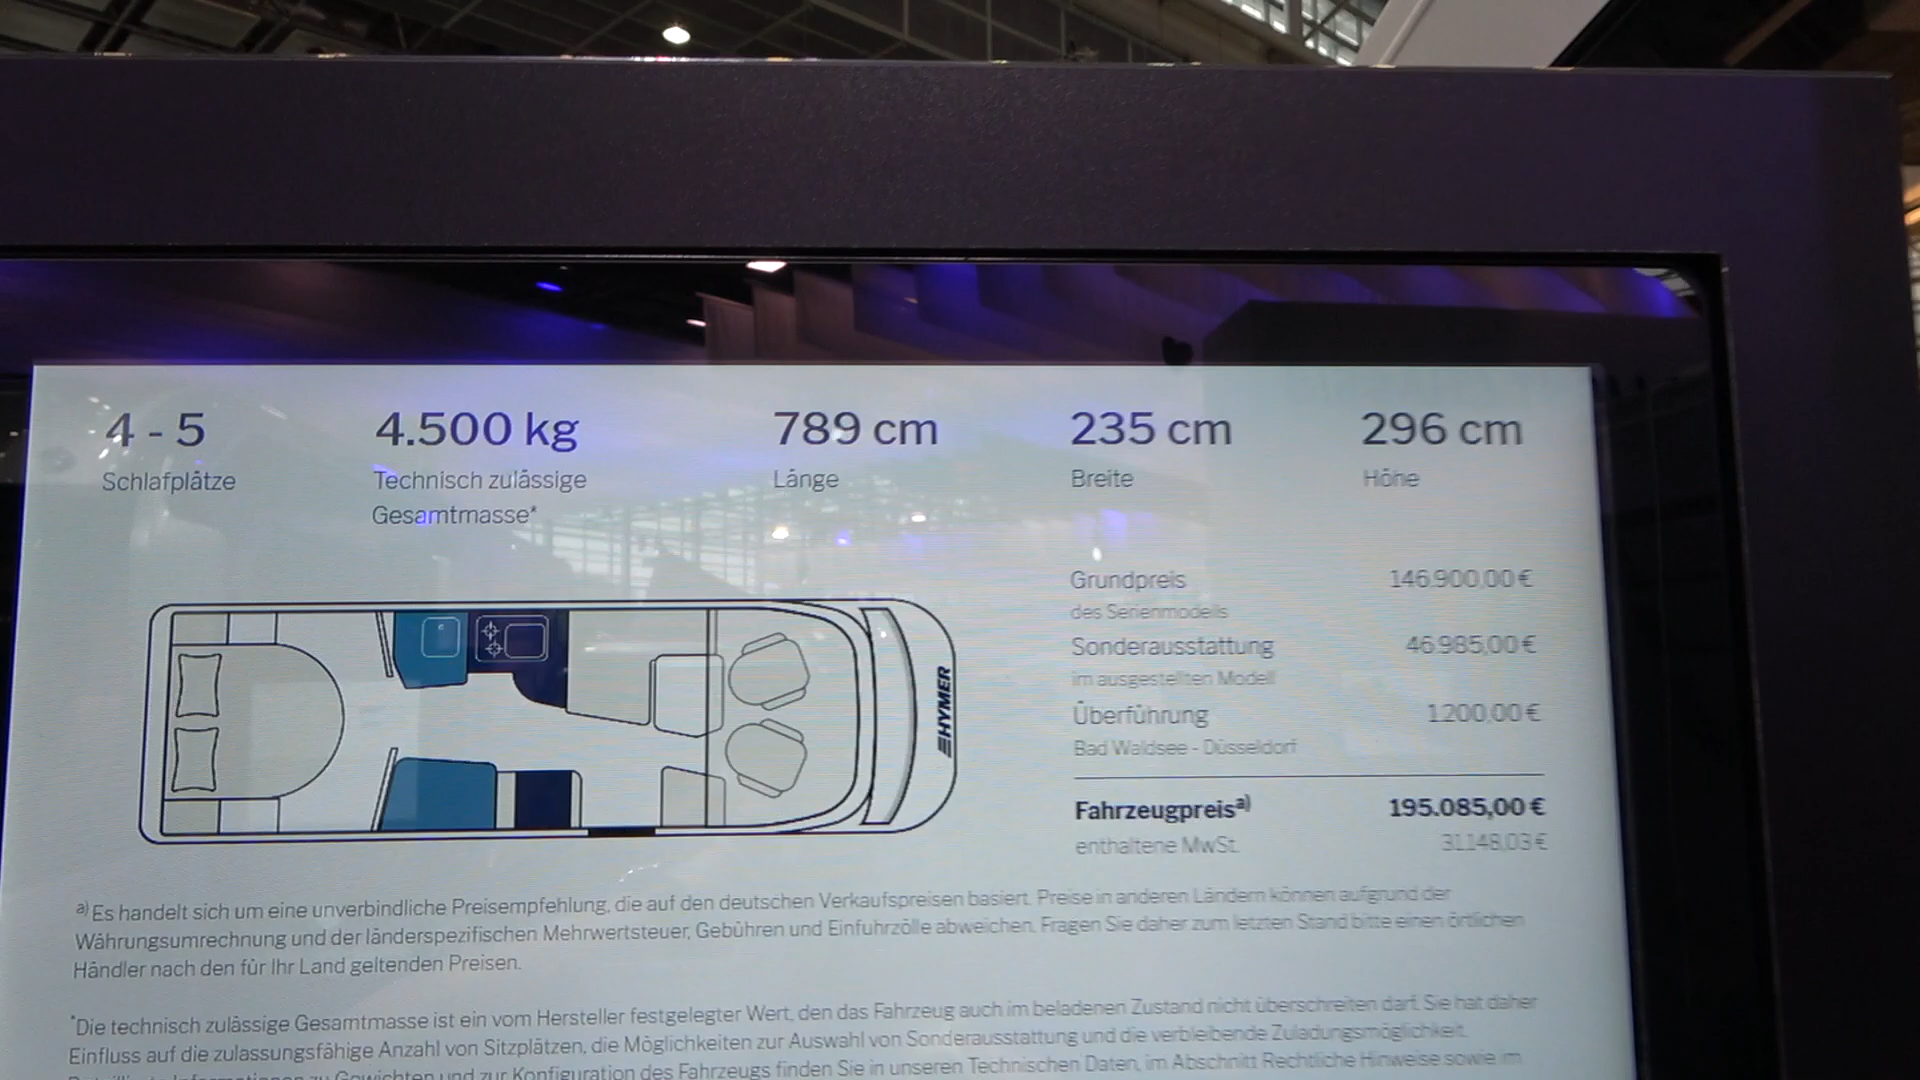 4 - 5
Schlafplätze
4.500 kg
Technisch zulässige
Gesamtmasse*
789 cm
Länge
235 cm
Breite
296 cm
Höhe
HYMER
Grundpreis 146.900,00 €
des Serienmodells
Sonderausstattung 46.985,00 €
im ausgestellten Modell
Überführung 1.200,00 €
Bad Waldsee - Düsseldorf
Fahrzeugpreisa) 195.085,00 €
enthaltene MwSt. 31.148,03 €
a) Es handelt sich um eine unverbindliche Preisempfehlung, die auf den deutschen Verkaufspreisen basiert. Preise in anderen Ländern können aufgrund der
Währungsumrechnung und der länderspezifischen Mehrwertsteuer, Gebühren und Einfuhrzölle abweichen. Fragen Sie daher zum letzten Stand bitte einen örtlichen
Händler nach den für Ihr Land geltenden Preisen.
*Die technisch zulässige Gesamtmasse ist ein vom Hersteller festgelegter Wert, den das Fahrzeug auch im beladenen Zustand nicht überschreiten darf. Sie hat daher
Einfluss auf die zulassungsfähige Anzahl von Sitzplätzen, die Möglichkeiten zur Auswahl von Sonderausstattung und die verbleibende Zuladungsmöglichkeit.
zu Gewichten und zur Konfiguration des Fahrzeugs finden Sie in unseren Technischen Daten, im Abschnitt Rechtliche Hinweise sowie im